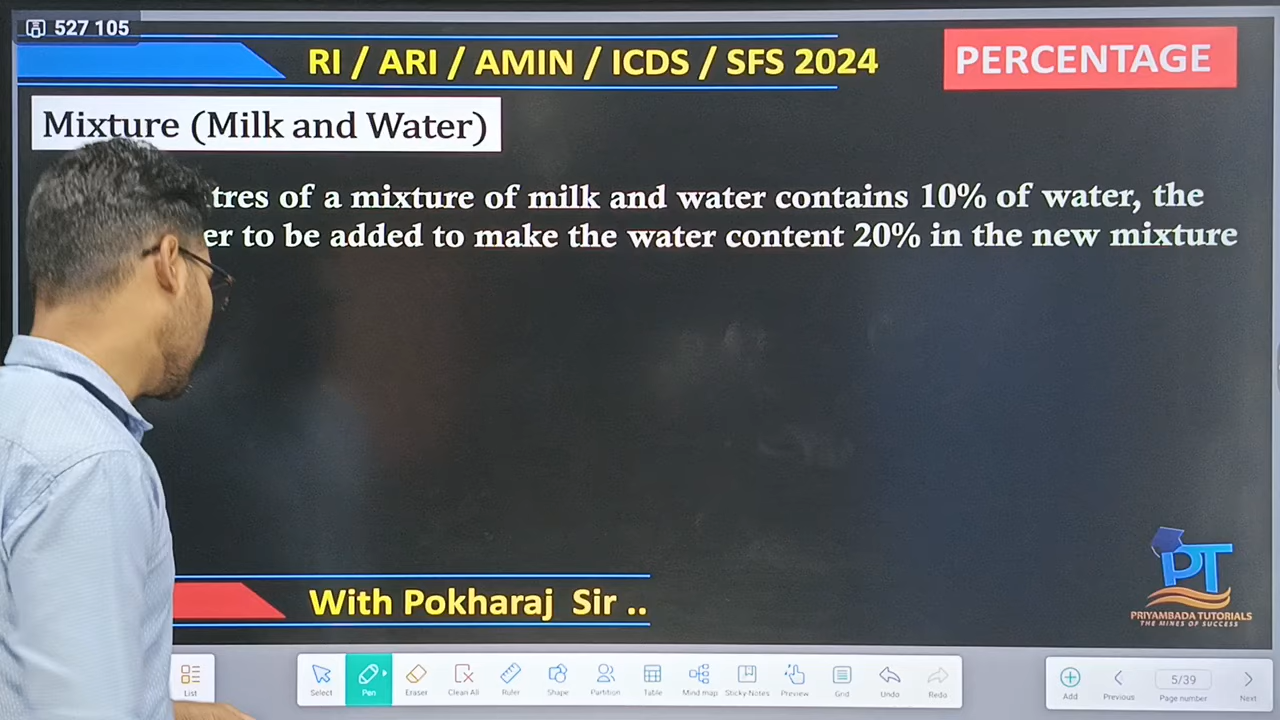 527 105
RI / ARI / AMIN / ICDS / SFS 2024
PERCENTAGE
Mixture (Milk and Water)
tres of a mixture of milk and water contains 10% of water, the
er to be added to make the water content 20% in the new mixture
PT
PRIYAMBADA TUTORIALS
THE MINES OF SUCCESS
With Pokharaj Sir ..
List
Select Pen Eraser Clean All Ruler Shape Partition Table Mind map Sticky Notes Preview Grid Undo Redo
Add Previous 5/39 Page number Next